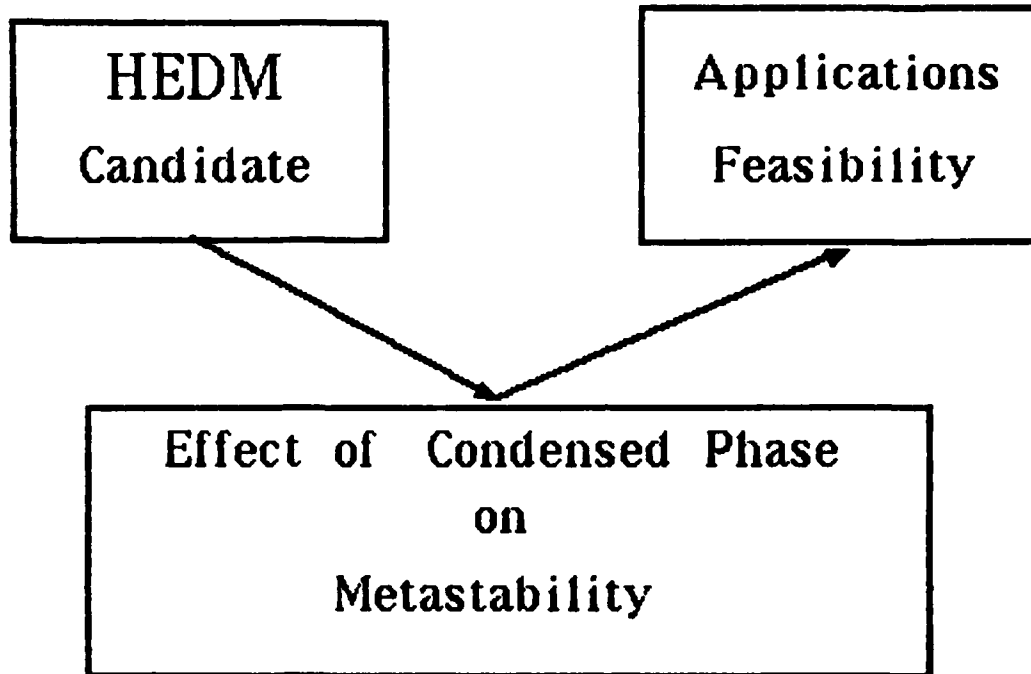 HEDM
Candidate
Applications
Feasibility
Effect of Condensed Phase
on
Metastability